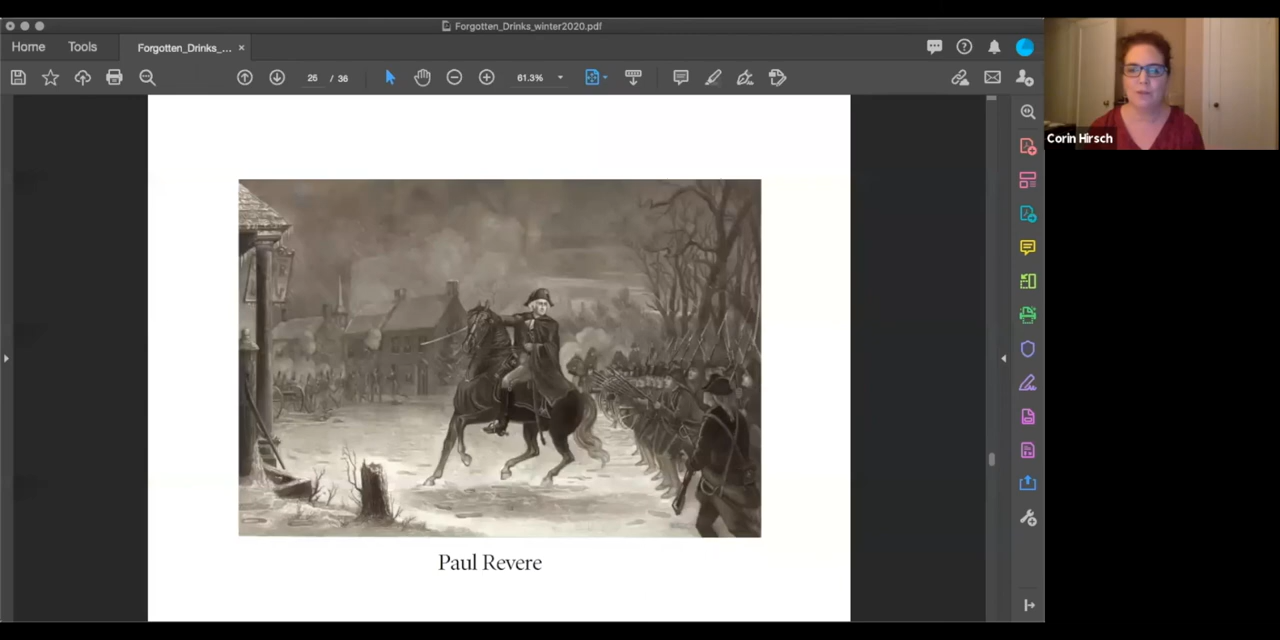 Forgotten_Drinks_winter2020.pdf
Home
Tools
Forgotten_Drinks_...
26 / 36
61.3%
Corin Hirsch
Paul Revere